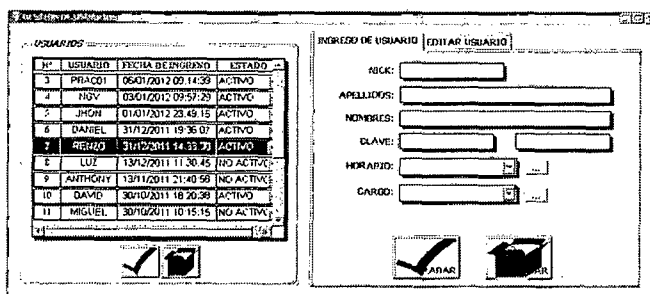 USUARIOS
Nº USUARIO FECHA DE INGRESO ESTADO
3 PRAC01 06/01/2012 09:14:39 ACTIVO
4 NGV 03/01/2012 09:57:29 ACTIVO
5 JHON 01/01/2012 23:49:15 ACTIVO
6 DANIEL 31/12/2011 19:36:07 ACTIVO
7 RENZO 31/12/2011 ACTIVO
8 LUZ 13/12/2011 11:30:45 NO ACTIVO
9 ANTHONY 13/11/2011 21:40:56 NO ACTIVO
10 DAVID 30/10/2011 18:20:38 ACTIVO
11 MIGUEL 30/10/2011 10:15:15 NO ACTIVO
INGRESO DE USUARIO EDITAR USUARIO
NICK:
APELLIDOS:
NOMBRES:
CLAVE:
HORARIO: ...
CARGO: ...